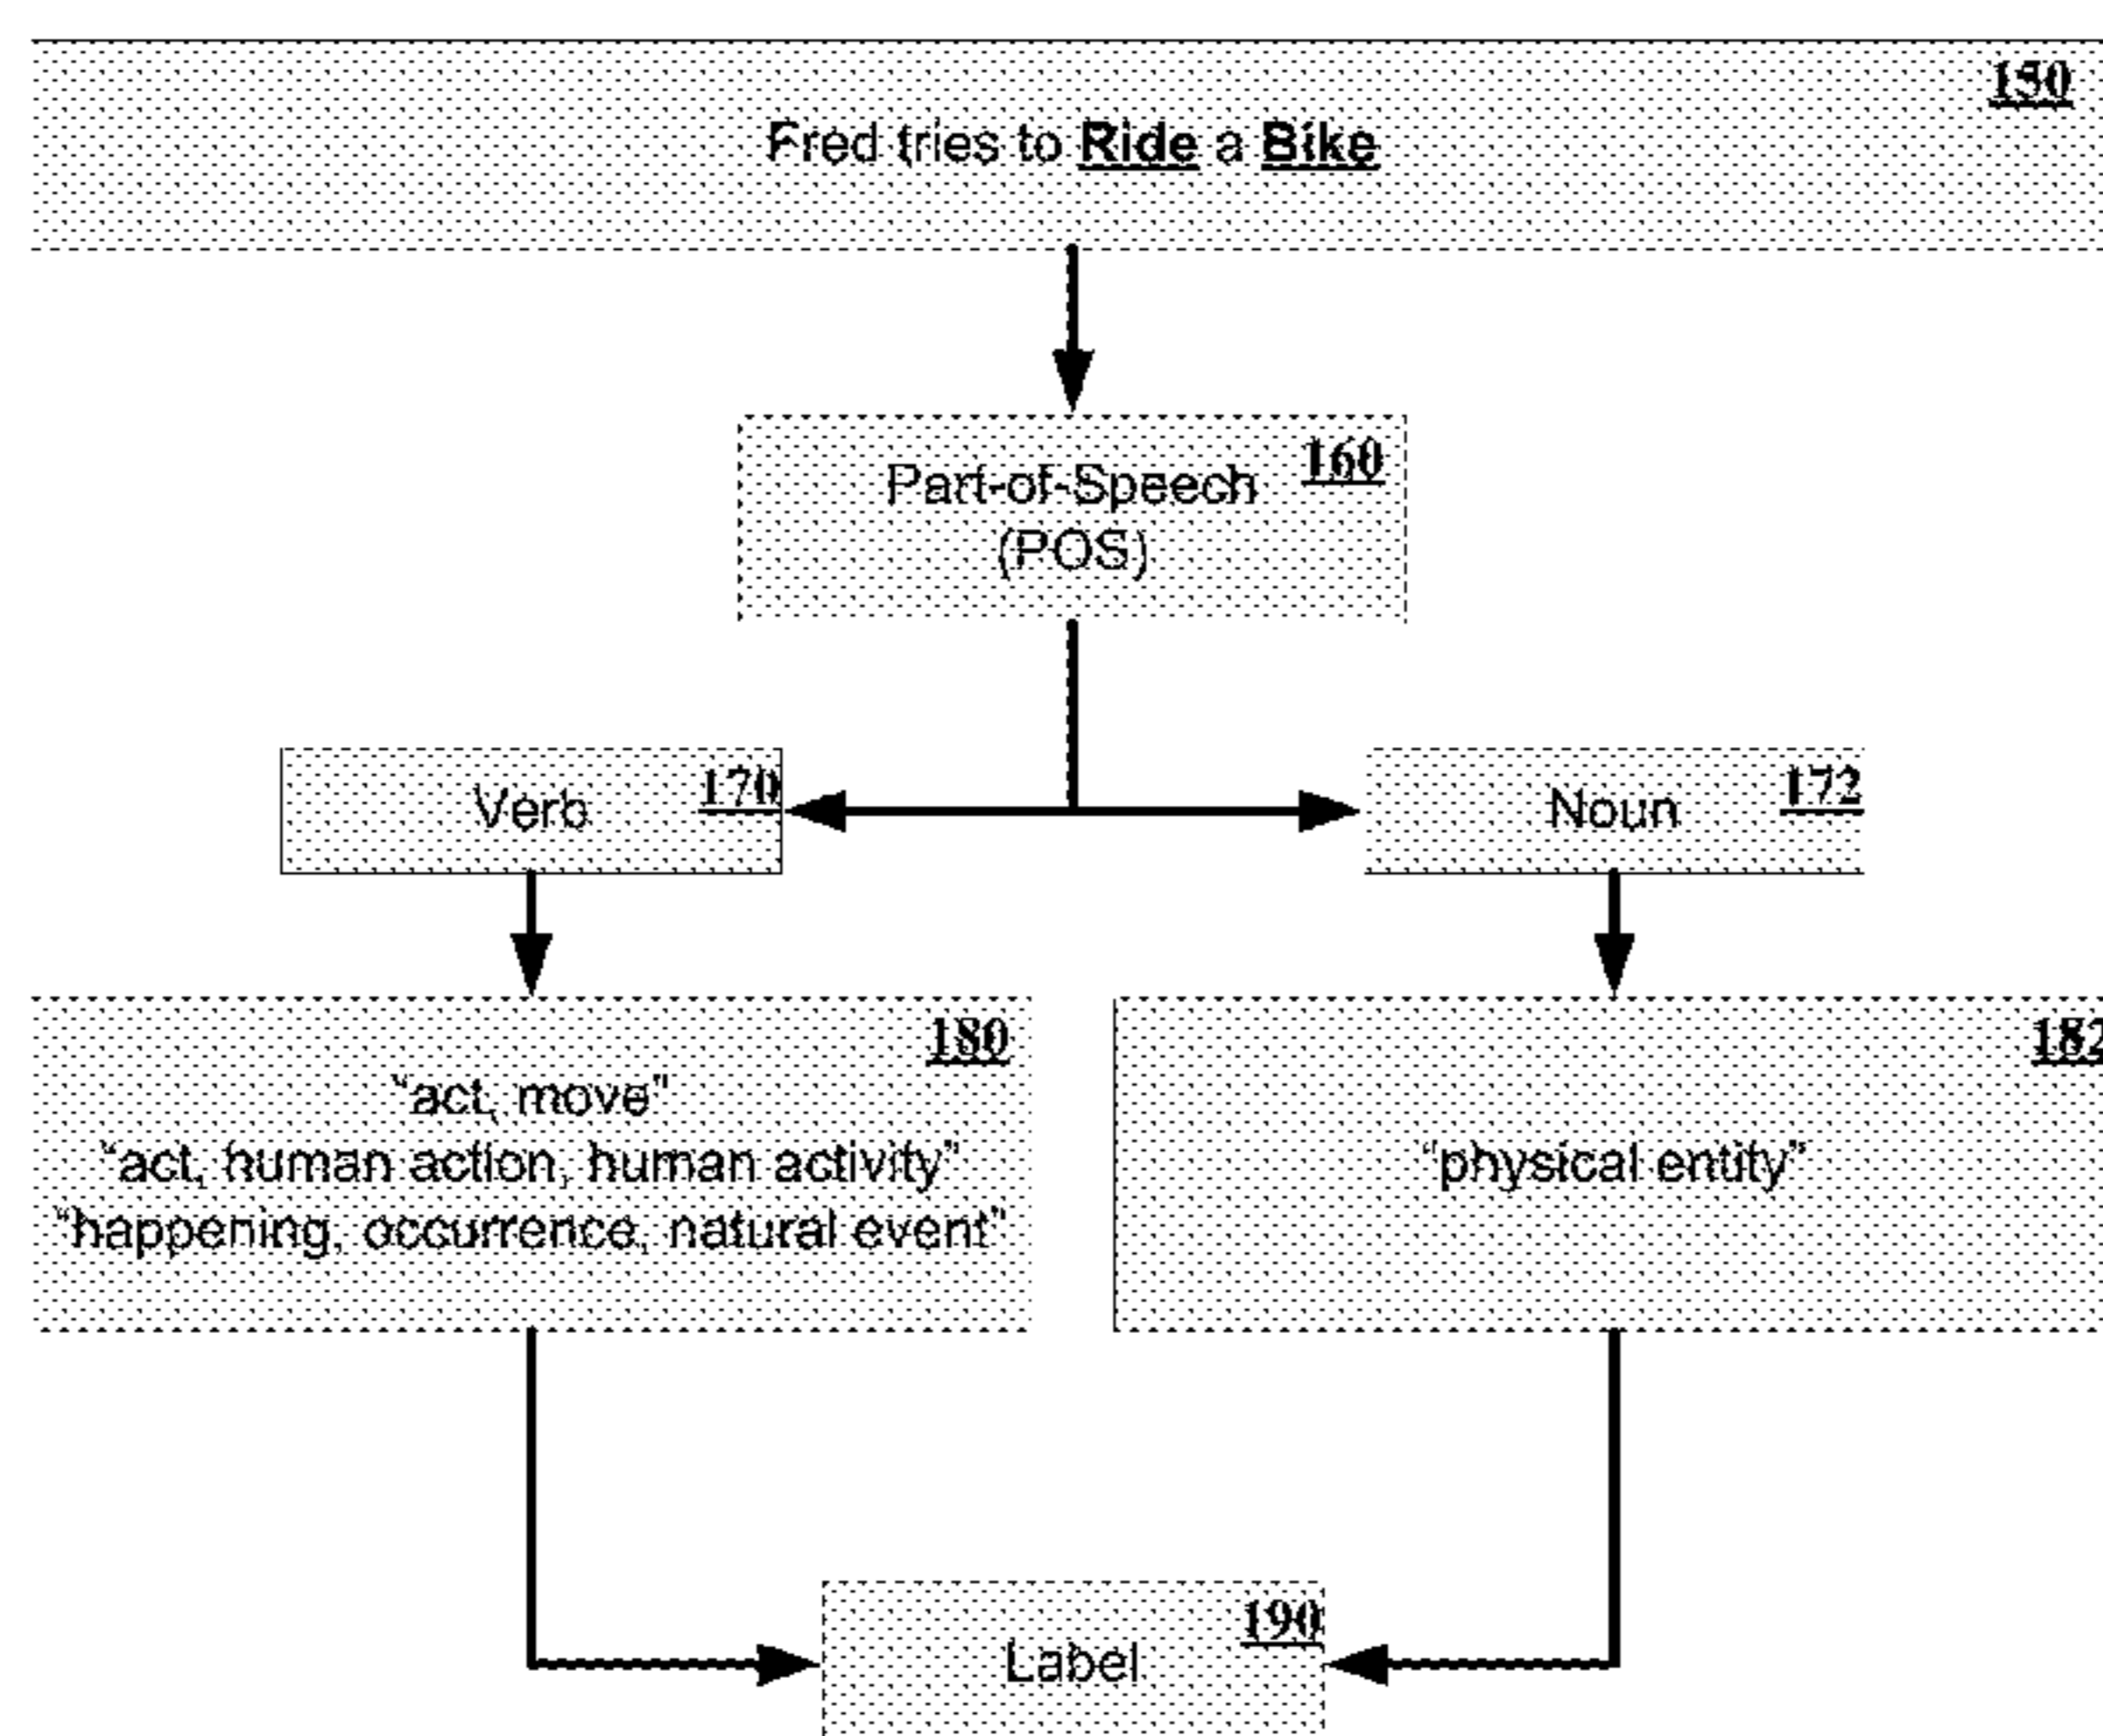 150
Fred tries to Ride a Bike
160
Part-of-Speech
(POS)
170
Verb
172
Noun
180
"act, move"
"act, human action, human activity"
"happening, occurrence, natural event"
182
"physical entity"
190
Label